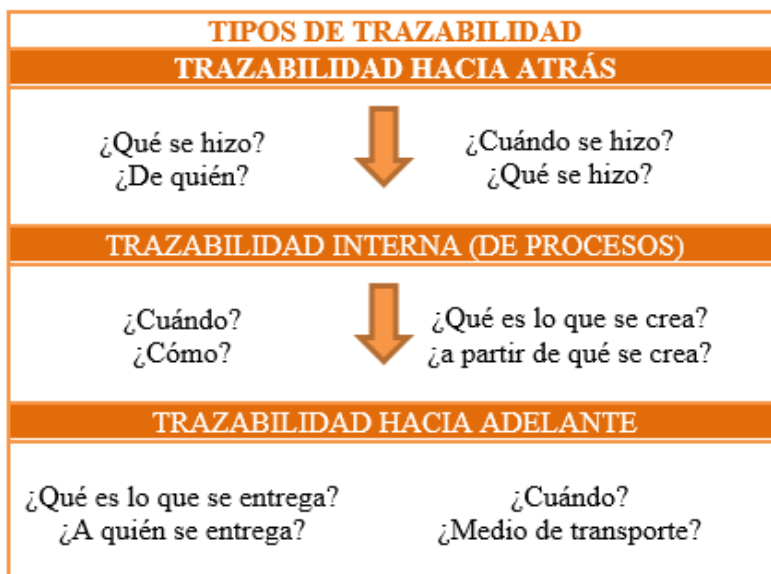 TIPOS DE TRAZABILIDAD
TRAZABILIDAD HACIA ATRÁS
¿Qué se hizo?
¿De quién?
¿Cuándo se hizo?
¿Qué se hizo?
TRAZABILIDAD INTERNA (DE PROCESOS)
¿Cuándo?
¿Cómo?
¿Qué es lo que se crea?
¿a partir de qué se crea?
TRAZABILIDAD HACIA ADELANTE
¿Qué es lo que se entrega?
¿A quién se entrega?
¿Cuándo?
¿Medio de transporte?